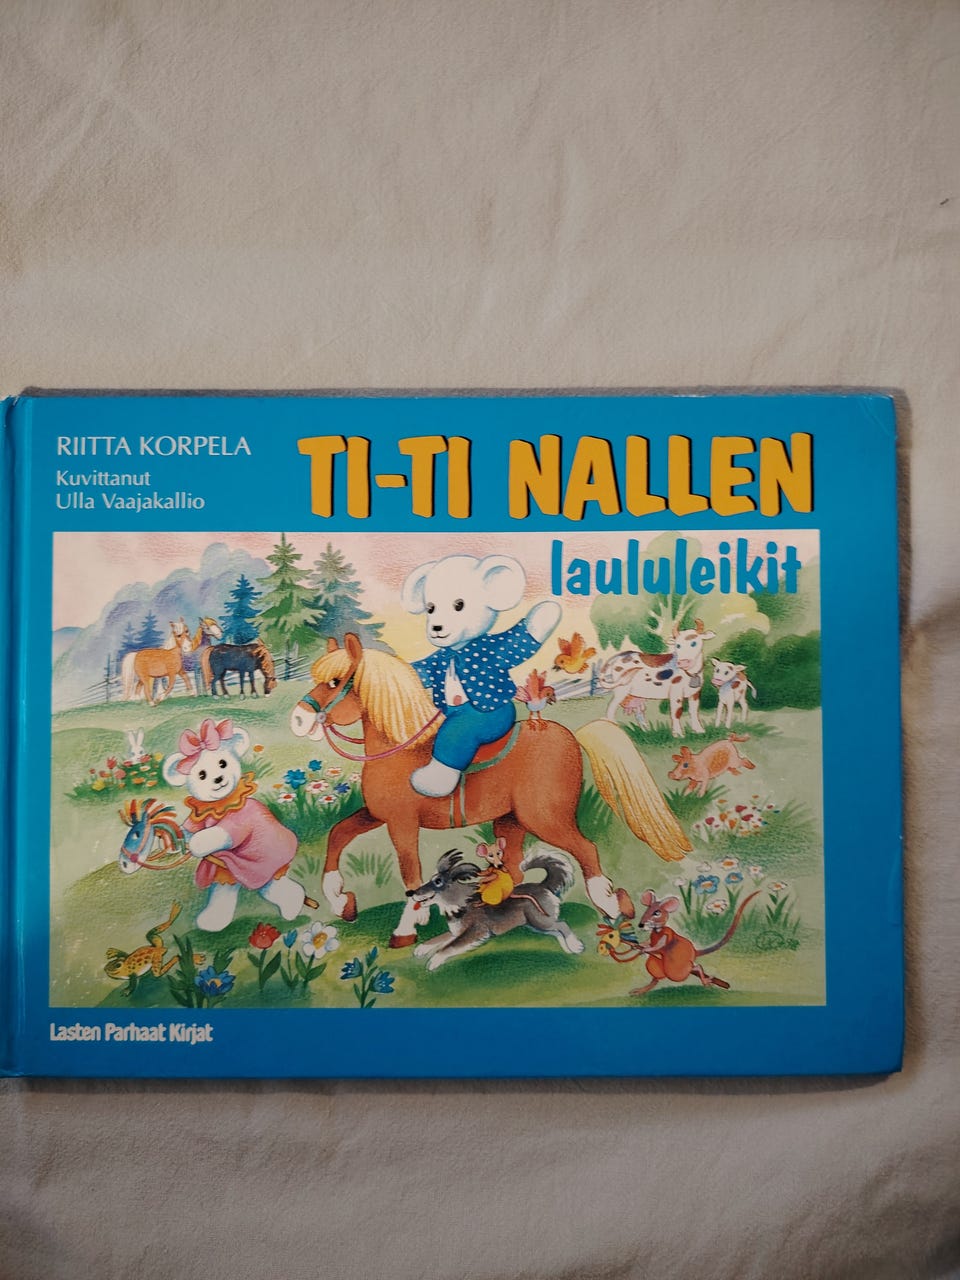 RIITTA KORPELA
Kuvittanut
Ulla Vaajakallio
TI-TI NALLEN
laululeikit
Lasten Parhaat Kirjat